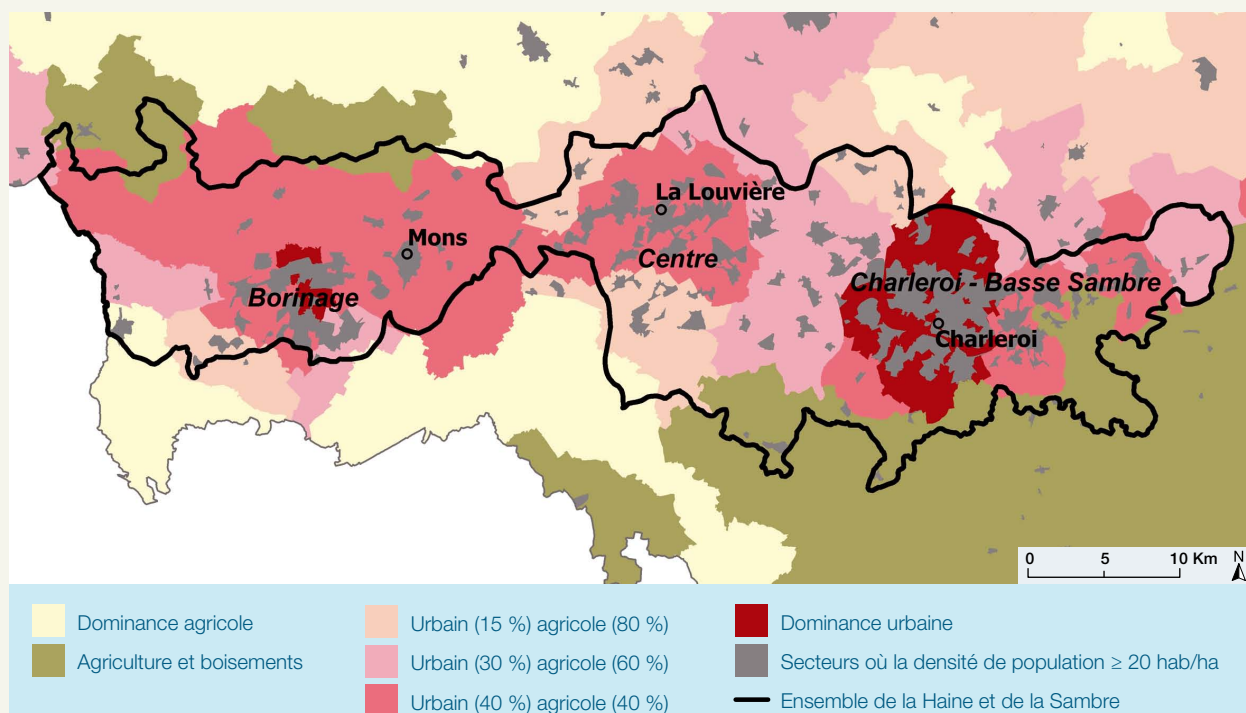 La Louvière
Mons
Centre
Borinage
Charleroi - Basse Sambre
Charleroi
0 5 10 Km
N
Dominance agricole
Agriculture et boisements
Urbain (15 %) agricole (80 %)
Urbain (30 %) agricole (60 %)
Urbain (40 %) agricole (40 %)
Dominance urbaine
Secteurs où la densité de population ≥ 20 hab/ha
Ensemble de la Haine et de la Sambre